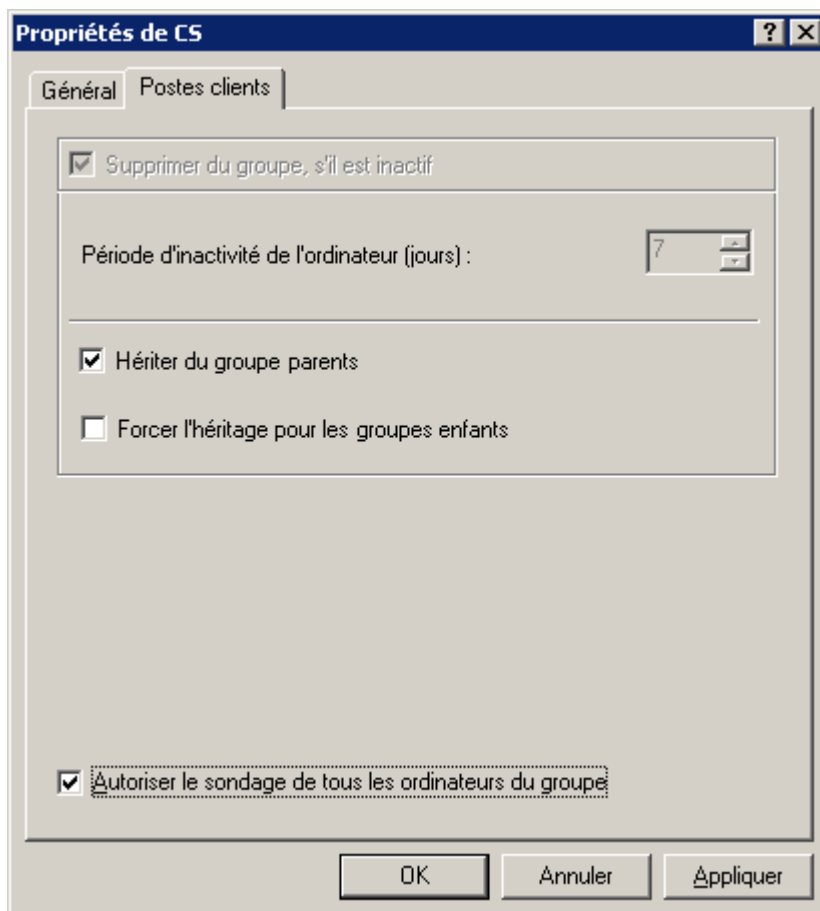 Propriétés de CS
Général Postes clients
Supprimer du groupe, s'il est inactif
Période d'inactivité de l'ordinateur (jours) : 7
Hériter du groupe parents
Forcer l'héritage pour les groupes enfants
Autoriser le sondage de tous les ordinateurs du groupe
OK Annuler Appliquer